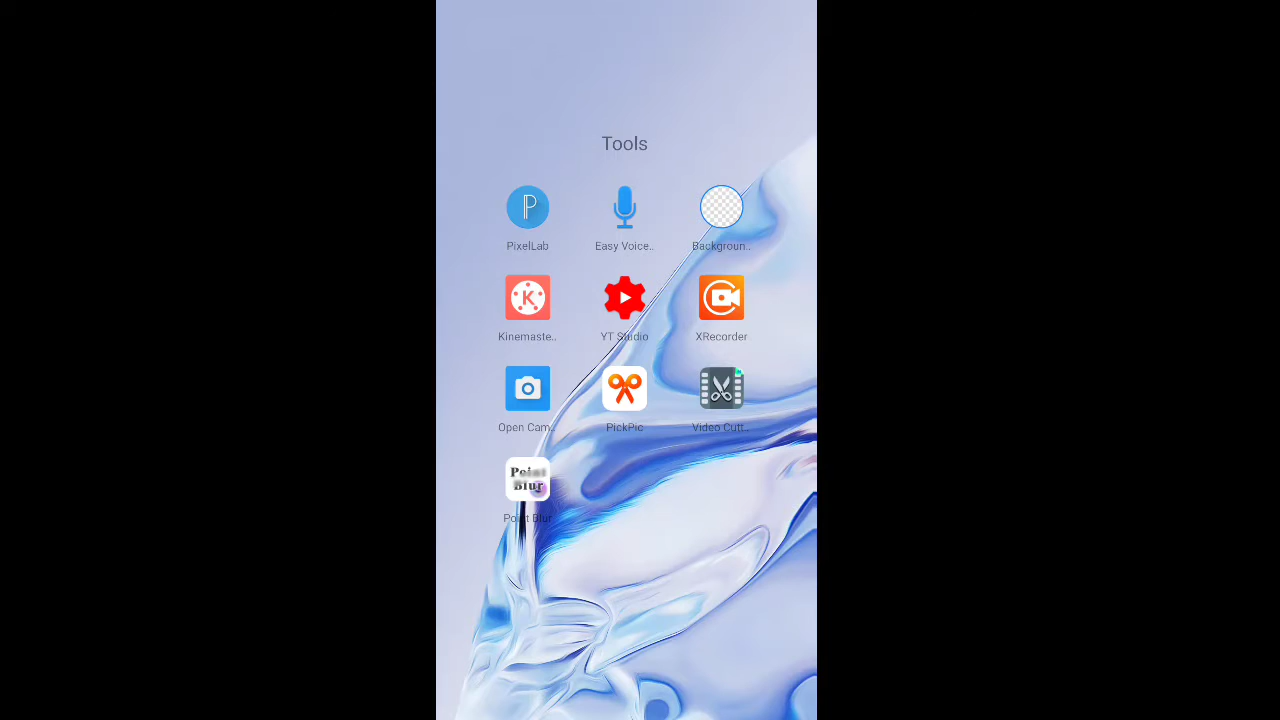 Tools
P
PixelLab
Easy Voice..
Backgroun..
K
Kinemaste..
YT Studio
XRecorder
Open Cam..
PickPic
Video Cutt..
Point
Blur
Point Blur